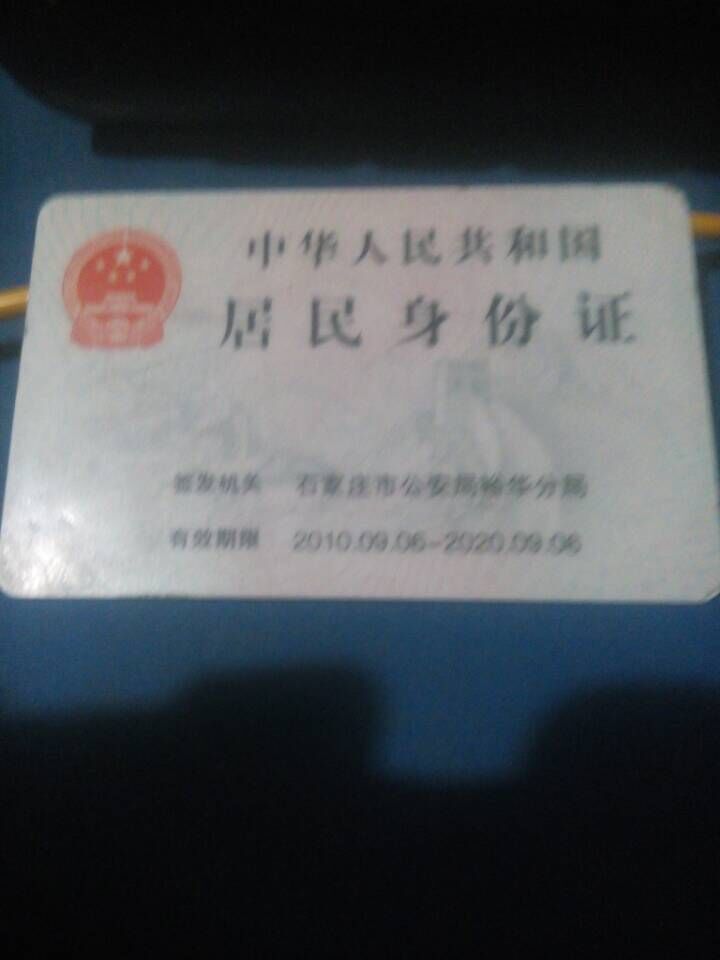 中华人民共和国
居民身份证
签发机关 石家庄市公安局裕华分局
有效期限 2010.09.06-2020.09.06